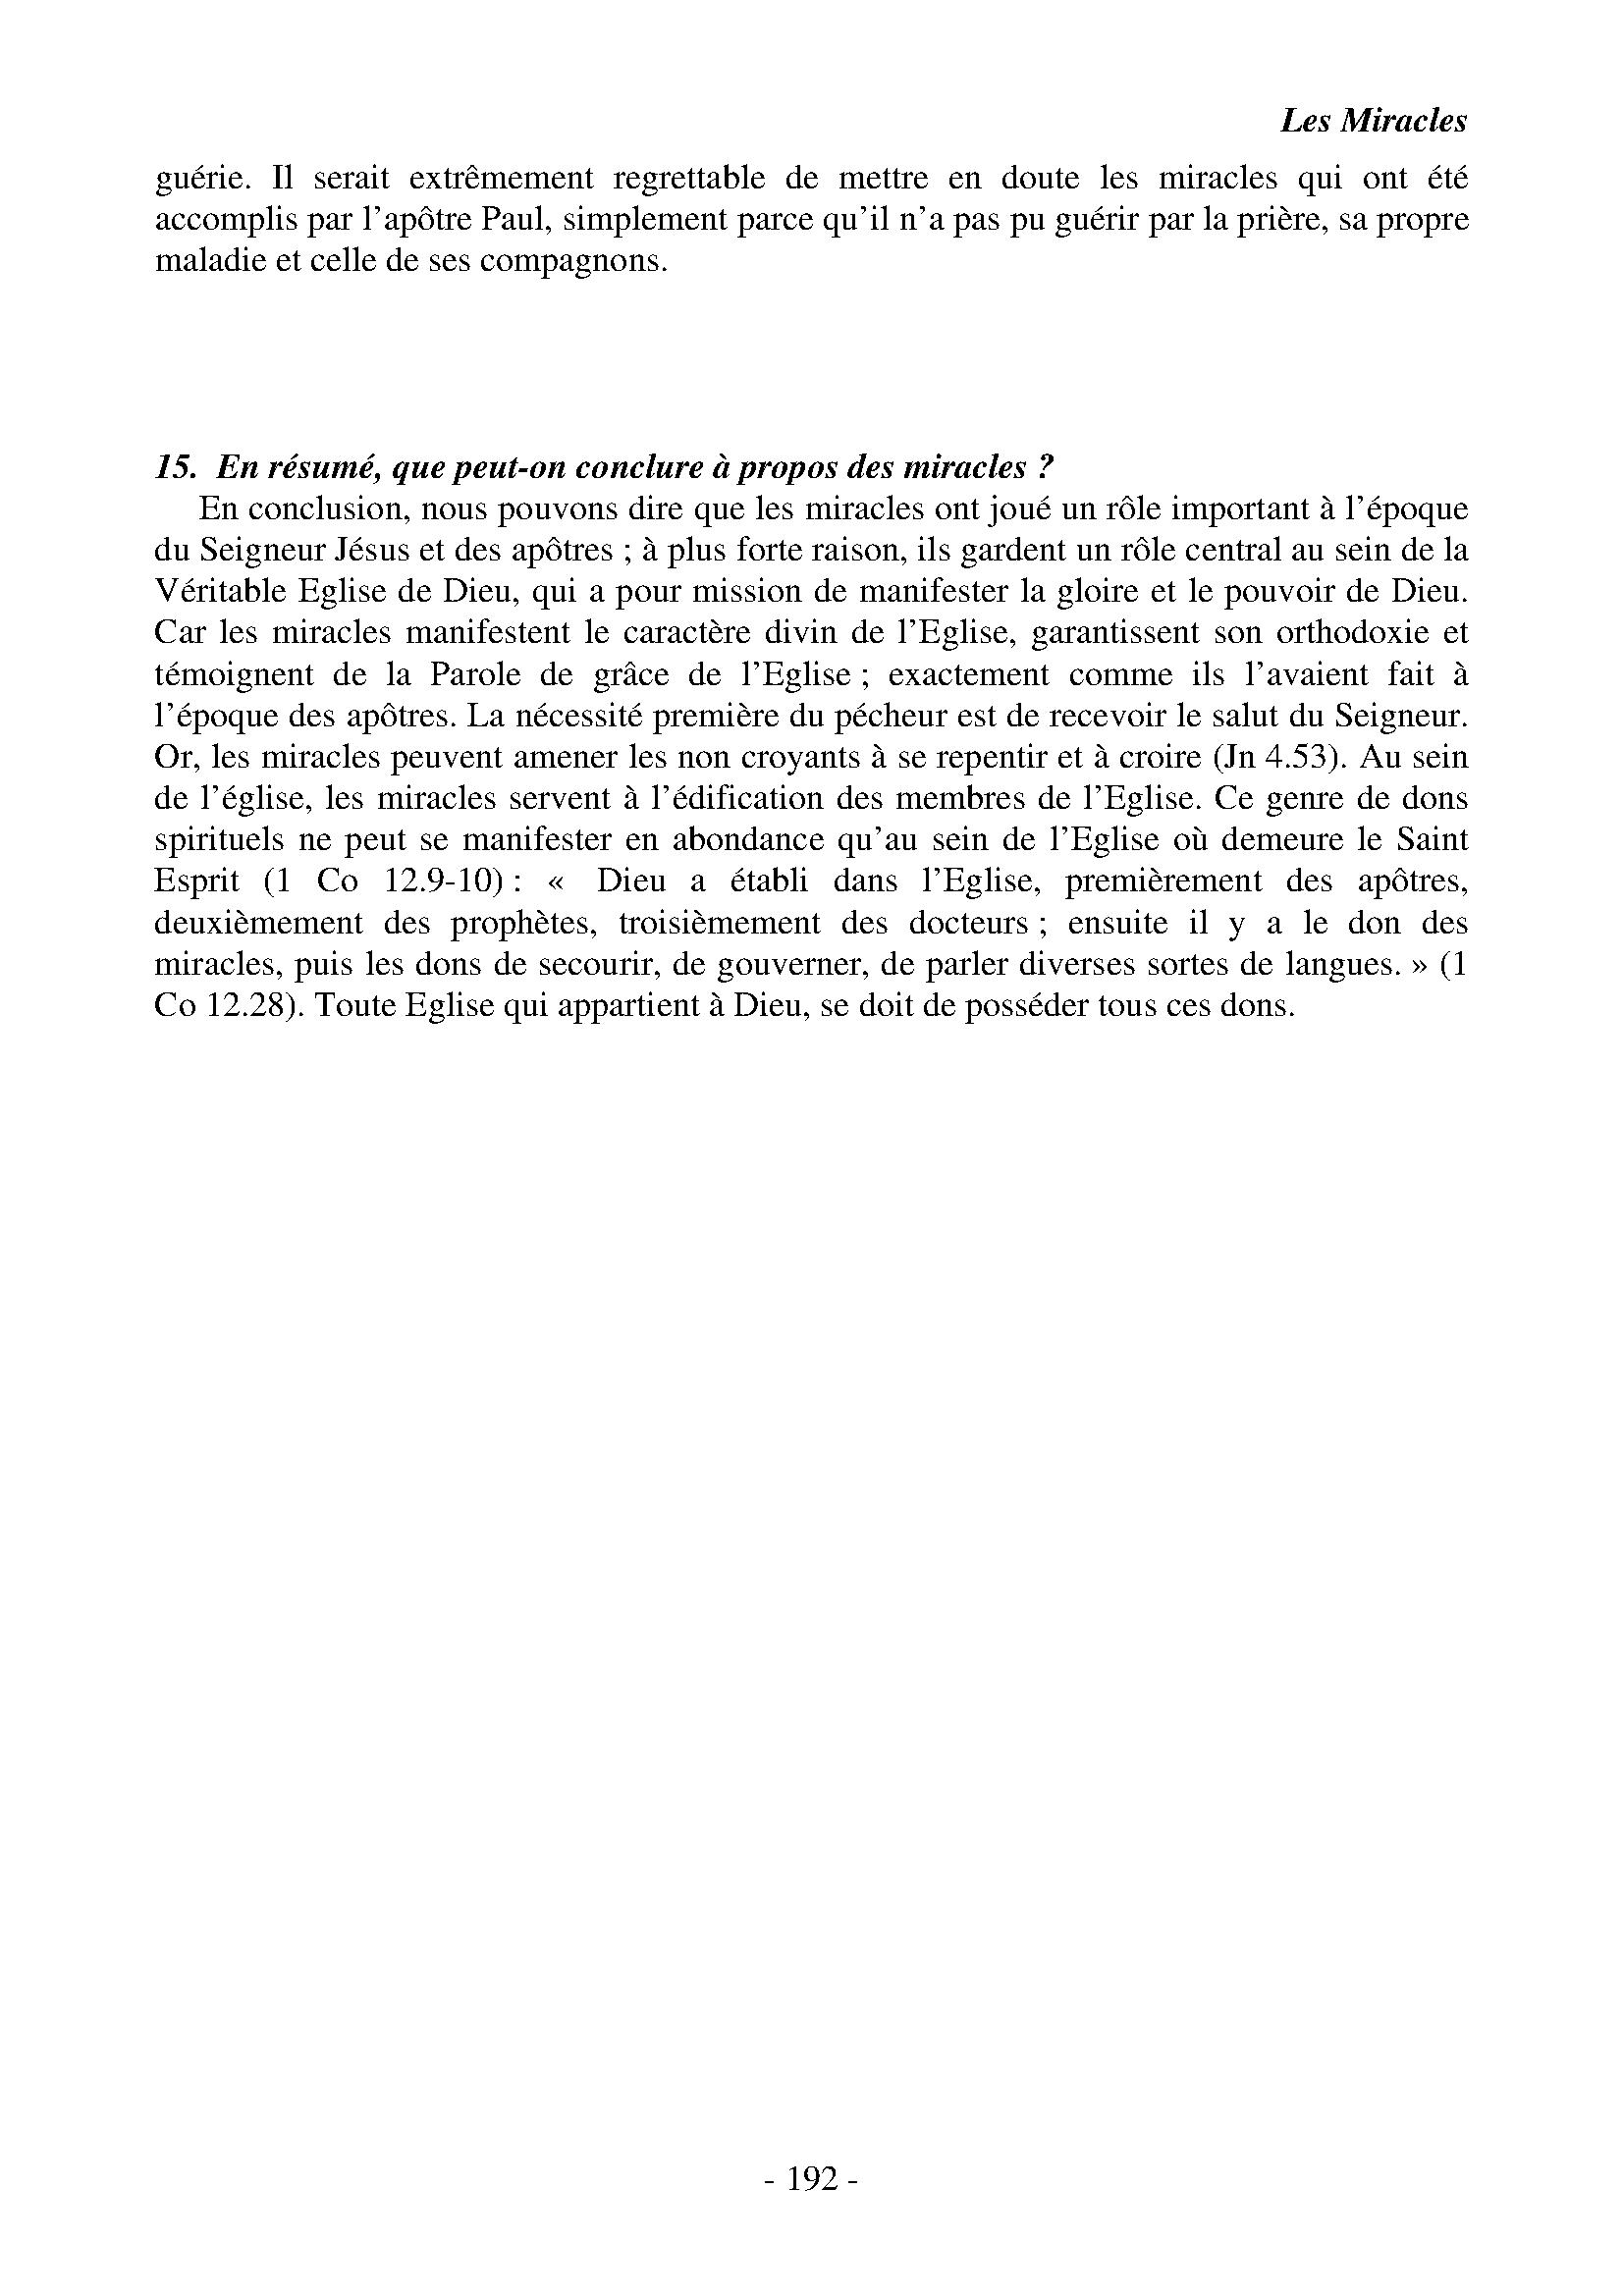 Les Miracles
guérie. Il serait extrêmement regrettable de mettre en doute les miracles qui ont été
accomplis par l’apôtre Paul, simplement parce qu’il n’a pas pu guérir par la prière, sa propre
maladie et celle de ses compagnons.
15. En résumé, que peut-on conclure à propos des miracles ?
En conclusion, nous pouvons dire que les miracles ont joué un rôle important à l’époque
du Seigneur Jésus et des apôtres ; à plus forte raison, ils gardent un rôle central au sein de la
Véritable Eglise de Dieu, qui a pour mission de manifester la gloire et le pouvoir de Dieu.
Car les miracles manifestent le caractère divin de l’Eglise, garantissent son orthodoxie et
témoignent de la Parole de grâce de l’Eglise ; exactement comme ils l’avaient fait à
l’époque des apôtres. La nécessité première du pécheur est de recevoir le salut du Seigneur.
Or, les miracles peuvent amener les non croyants à se repentir et à croire (Jn 4.53). Au sein
de l’église, les miracles servent à l’édification des membres de l’Eglise. Ce genre de dons
spirituels ne peut se manifester en abondance qu’au sein de l’Eglise où demeure le Saint
Esprit (1 Co 12.9-10) : « Dieu a établi dans l’Eglise, premièrement des apôtres,
deuxièmement des prophètes, troisièmement des docteurs ; ensuite il y a le don des
miracles, puis les dons de secourir, de gouverner, de parler diverses sortes de langues. » (1
Co 12.28). Toute Eglise qui appartient à Dieu, se doit de posséder tous ces dons.
- 192 -